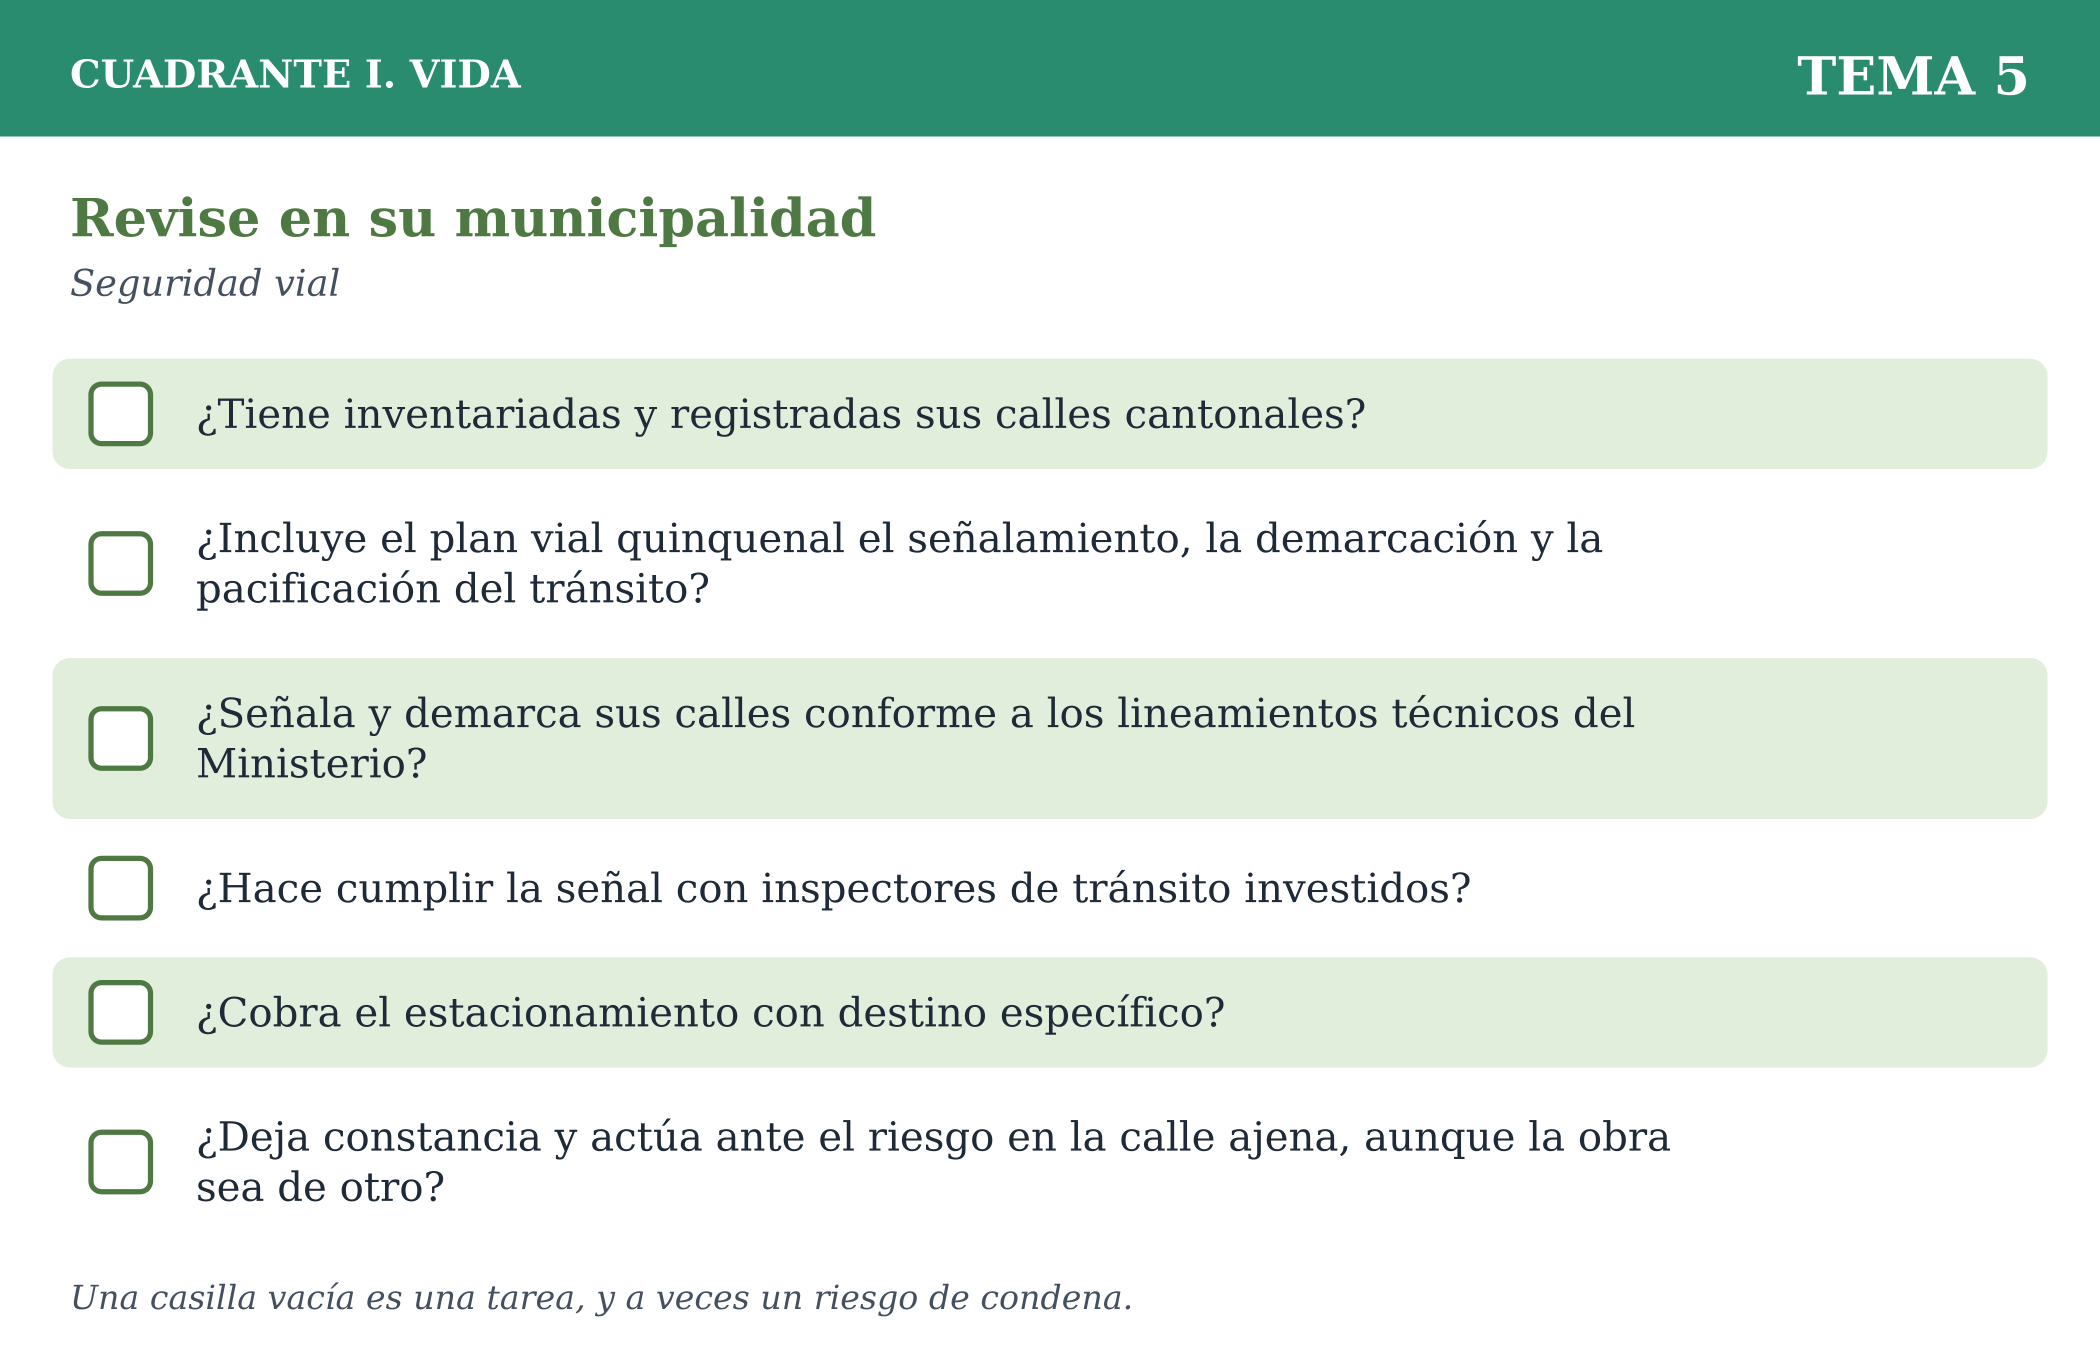 CUADRANTE I. VIDA
TEMA 5
Revise en su municipalidad
Seguridad vial
¿Tiene inventariadas y registradas sus calles cantonales?
¿Incluye el plan vial quinquenal el señalamiento, la demarcación y la
pacificación del tránsito?
¿Señala y demarca sus calles conforme a los lineamientos técnicos del
Ministerio?
¿Hace cumplir la señal con inspectores de tránsito investidos?
¿Cobra el estacionamiento con destino específico?
¿Deja constancia y actúa ante el riesgo en la calle ajena, aunque la obra
sea de otro?
Una casilla vacía es una tarea, y a veces un riesgo de condena.